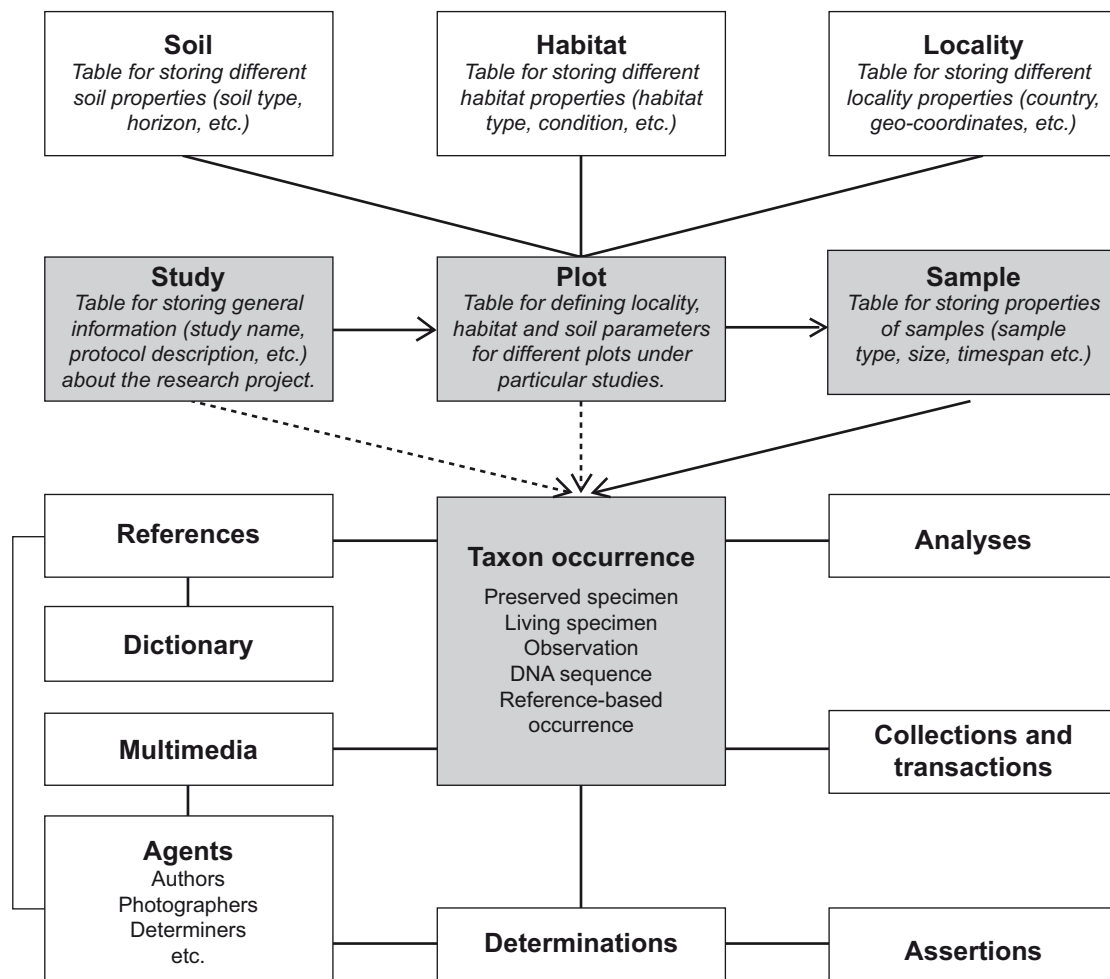 Soil
Table for storing different
soil properties (soil type,
horizon, etc.)
Habitat
Table for storing different
habitat properties (habitat
type, condition, etc.)
Locality
Table for storing different
locality properties (country,
geo-coordinates, etc.)
Study
Table for storing general
information (study name,
protocol description, etc.)
about the research project.
Plot
Table for defining locality,
habitat and soil parameters
for different plots under
particular studies.
Sample
Table for storing properties
of samples (sample
type, size, timespan etc.)
References
Taxon occurrence
Preserved specimen
Living specimen
Observation
DNA sequence
Reference-based
occurrence
Analyses
Dictionary
Multimedia
Collections and
transactions
Agents
Authors
Photographers
Determiners
etc.
Determinations
Assertions